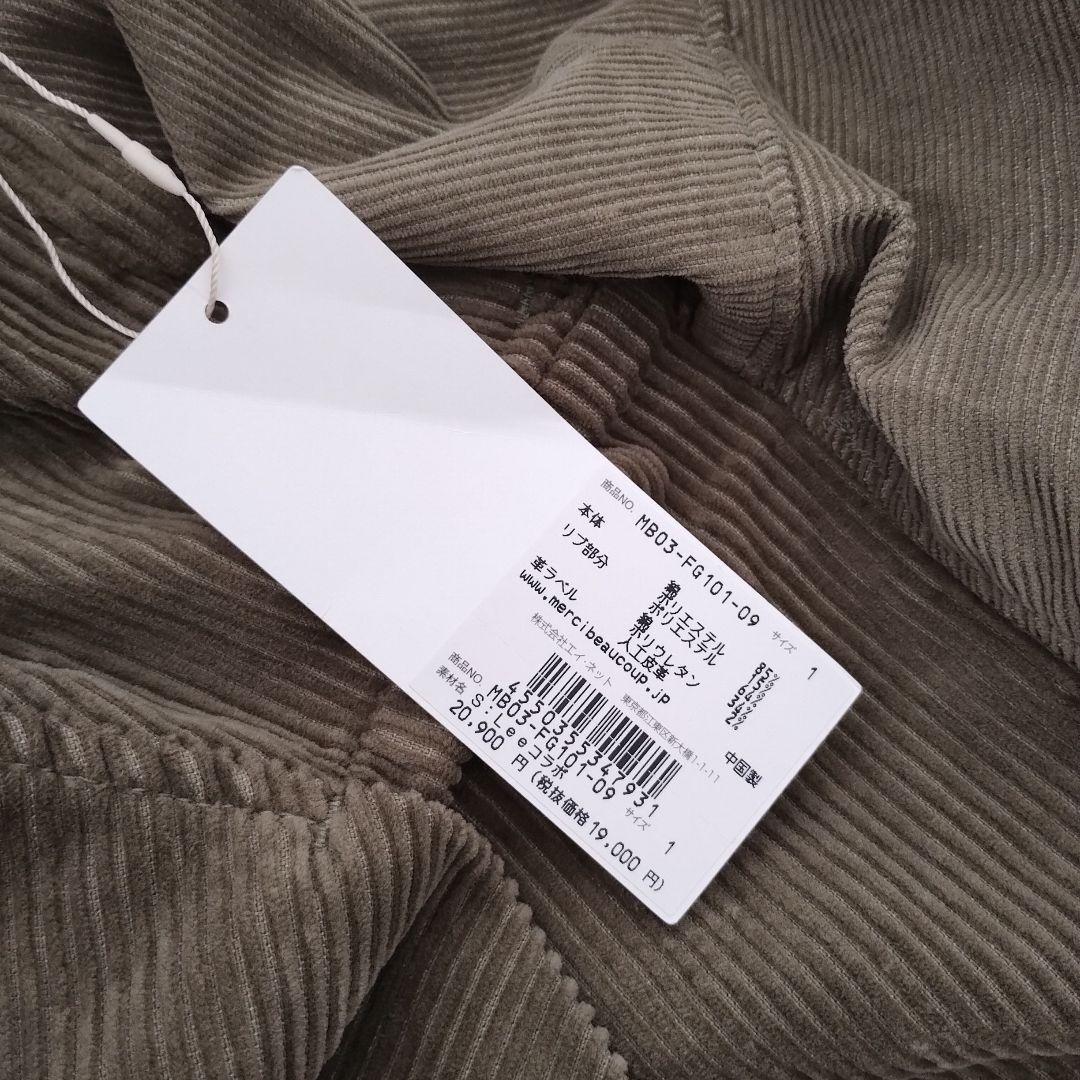 商品NO. MB03-FG101-09 サイズ 1
本体 綿 85%
ポリエステル 15%
リブ部分 ポリエステル 64%
綿 34%
ポリウレタン 2%
革ラベル 人工皮革
www.mercibeaucoup.jp 中国製
株式会社エイ・ネット 東京都江東区新大橋1-1-11
4550355347931
商品NO. MB03-FG101-09 サイズ 1
素材名 S:Leeコラボ
20,900 円 (税抜価格 19,000 円)